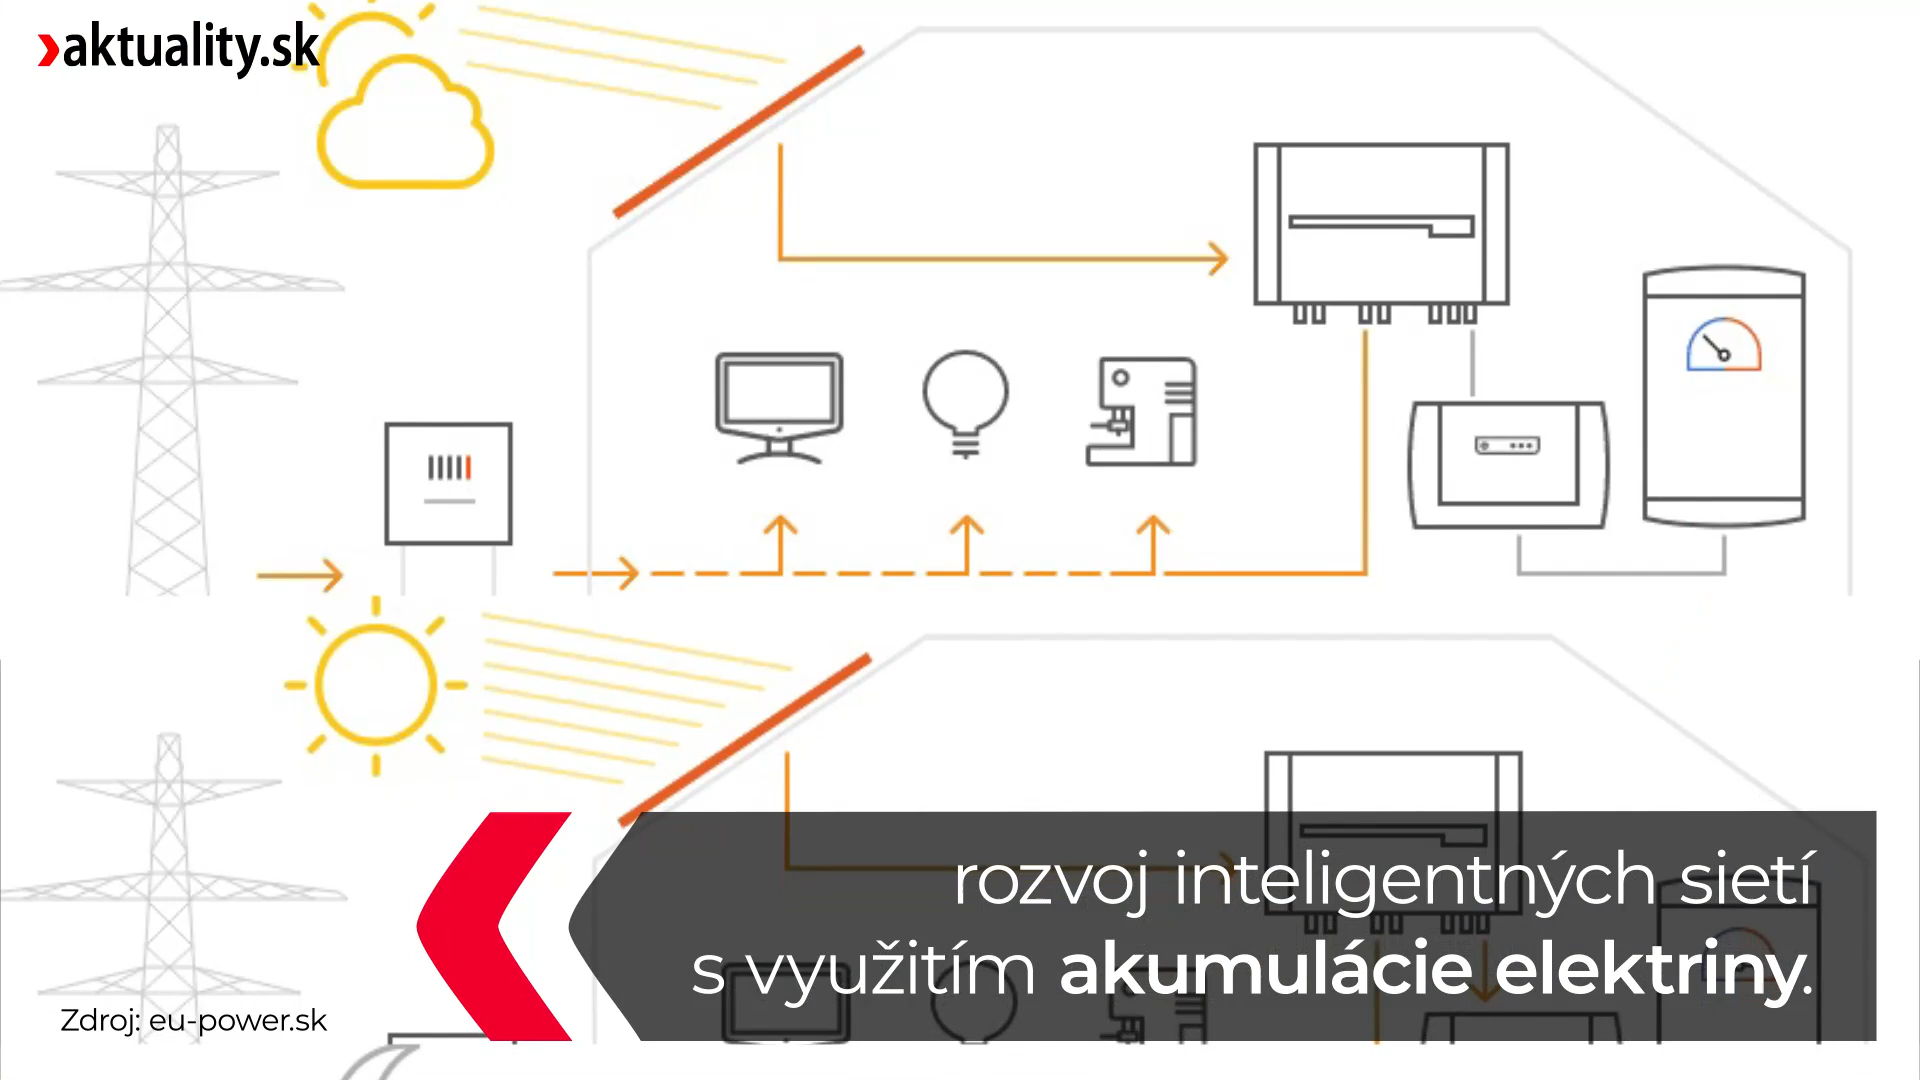 aktuality.sk
rozvoj inteligentných sietí
s využitím akumulácie elektriny.
Zdroj: eu-power.sk